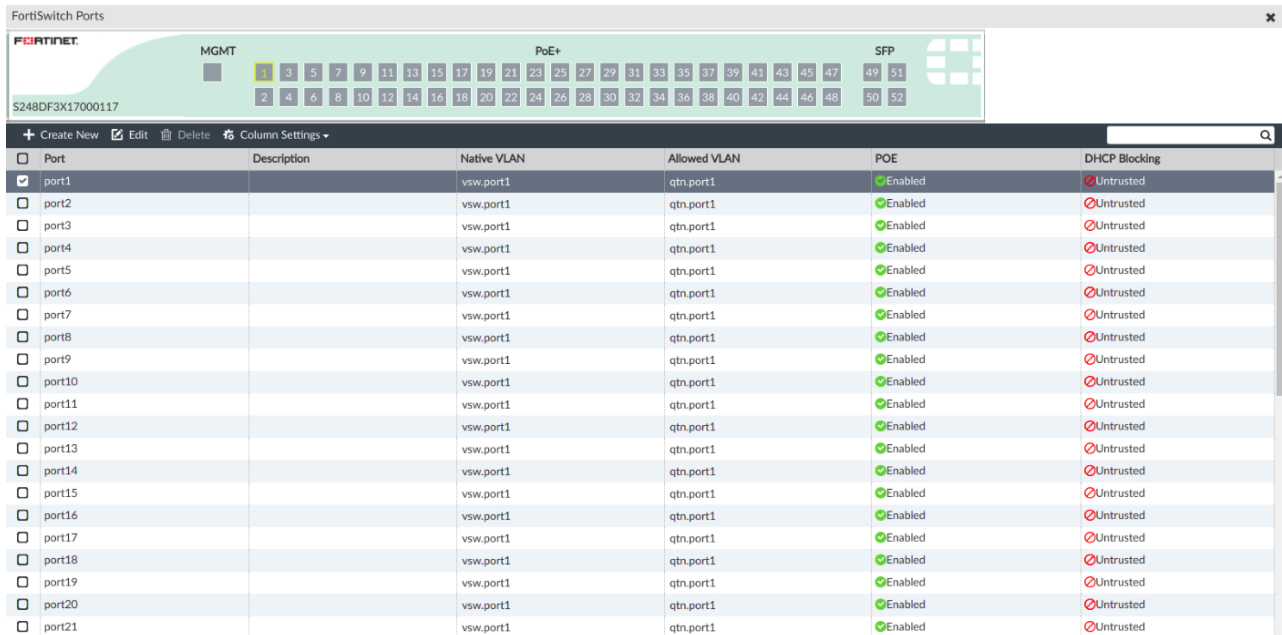 FortiSwitch Ports
FORTINET.
MGMT PoE+ SFP
1 3 5 7 9 11 13 15 17 19 21 23 25 27 29 31 33 35 37 39 41 43 45 47 49 51
2 4 6 8 10 12 14 16 18 20 22 24 26 28 30 32 34 36 38 40 42 44 46 48 50 52
S248DF3X17000117
Create New Edit Delete Column Settings
Port Description Native VLAN Allowed VLAN POE DHCP Blocking
port1 vsw.port1 qtn.port1 Enabled Untrusted
port2 vsw.port1 qtn.port1 Enabled Untrusted
port3 vsw.port1 qtn.port1 Enabled Untrusted
port4 vsw.port1 qtn.port1 Enabled Untrusted
port5 vsw.port1 qtn.port1 Enabled Untrusted
port6 vsw.port1 qtn.port1 Enabled Untrusted
port7 vsw.port1 qtn.port1 Enabled Untrusted
port8 vsw.port1 qtn.port1 Enabled Untrusted
port9 vsw.port1 qtn.port1 Enabled Untrusted
port10 vsw.port1 qtn.port1 Enabled Untrusted
port11 vsw.port1 qtn.port1 Enabled Untrusted
port12 vsw.port1 qtn.port1 Enabled Untrusted
port13 vsw.port1 qtn.port1 Enabled Untrusted
port14 vsw.port1 qtn.port1 Enabled Untrusted
port15 vsw.port1 qtn.port1 Enabled Untrusted
port16 vsw.port1 qtn.port1 Enabled Untrusted
port17 vsw.port1 qtn.port1 Enabled Untrusted
port18 vsw.port1 qtn.port1 Enabled Untrusted
port19 vsw.port1 qtn.port1 Enabled Untrusted
port20 vsw.port1 qtn.port1 Enabled Untrusted
port21 vsw.port1 qtn.port1 Enabled Untrusted